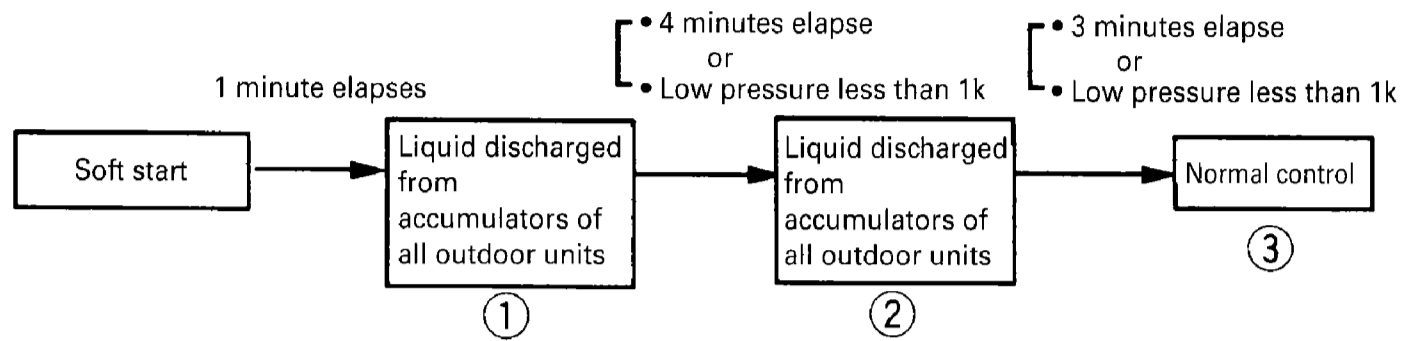 1 minute elapses
• 4 minutes elapse
or
• Low pressure less than 1k
• 3 minutes elapse
or
• Low pressure less than 1k
Soft start
Liquid discharged
from
accumulators of
all outdoor units
①
Liquid discharged
from
accumulators of
all outdoor units
②
Normal control
③